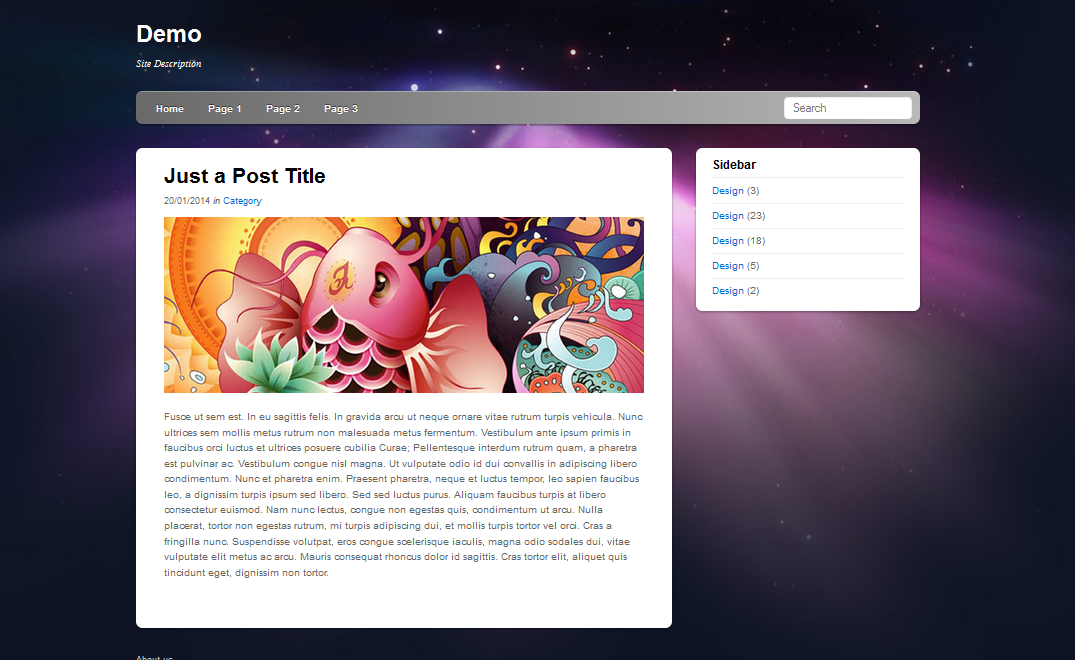 Demo
Site Description
Home Page 1 Page 2 Page 3 Search
Just a Post Title
20/01/2014 in Category
Fusce ut sem est. In eu sagittis felis. In gravida arcu ut neque ornare vitae rutrum turpis vehicula. Nunc
ultrices sem mollis metus rutrum non malesuada metus fermentum. Vestibulum ante ipsum primis in
faucibus orci luctus et ultrices posuere cubilia Curae; Pellentesque interdum rutrum quam, a pharetra
est pulvinar ac. Vestibulum congue nisl magna. Ut vulputate odio id dui convallis in adipiscing libero
condimentum. Nunc et pharetra enim. Praesent pharetra, neque et luctus tempor, leo sapien faucibus
leo, a dignissim turpis ipsum sed libero. Sed sed luctus purus. Aliquam faucibus turpis at libero
consectetur euismod. Nam nunc lectus, congue non egestas quis, condimentum ut arcu. Nulla
placerat, tortor non egestas rutrum, mi turpis adipiscing dui, et mollis turpis tortor vel orci. Cras a
fringilla nunc. Suspendisse volutpat, eros congue scelerisque iaculis, magna odio sodales dui, vitae
vulputate elit metus ac arcu. Mauris consequat rhoncus dolor id sagittis. Cras tortor elit, aliquet quis
tincidunt eget, dignissim non tortor.
Sidebar
Design (3)
Design (23)
Design (18)
Design (5)
Design (2)
About us